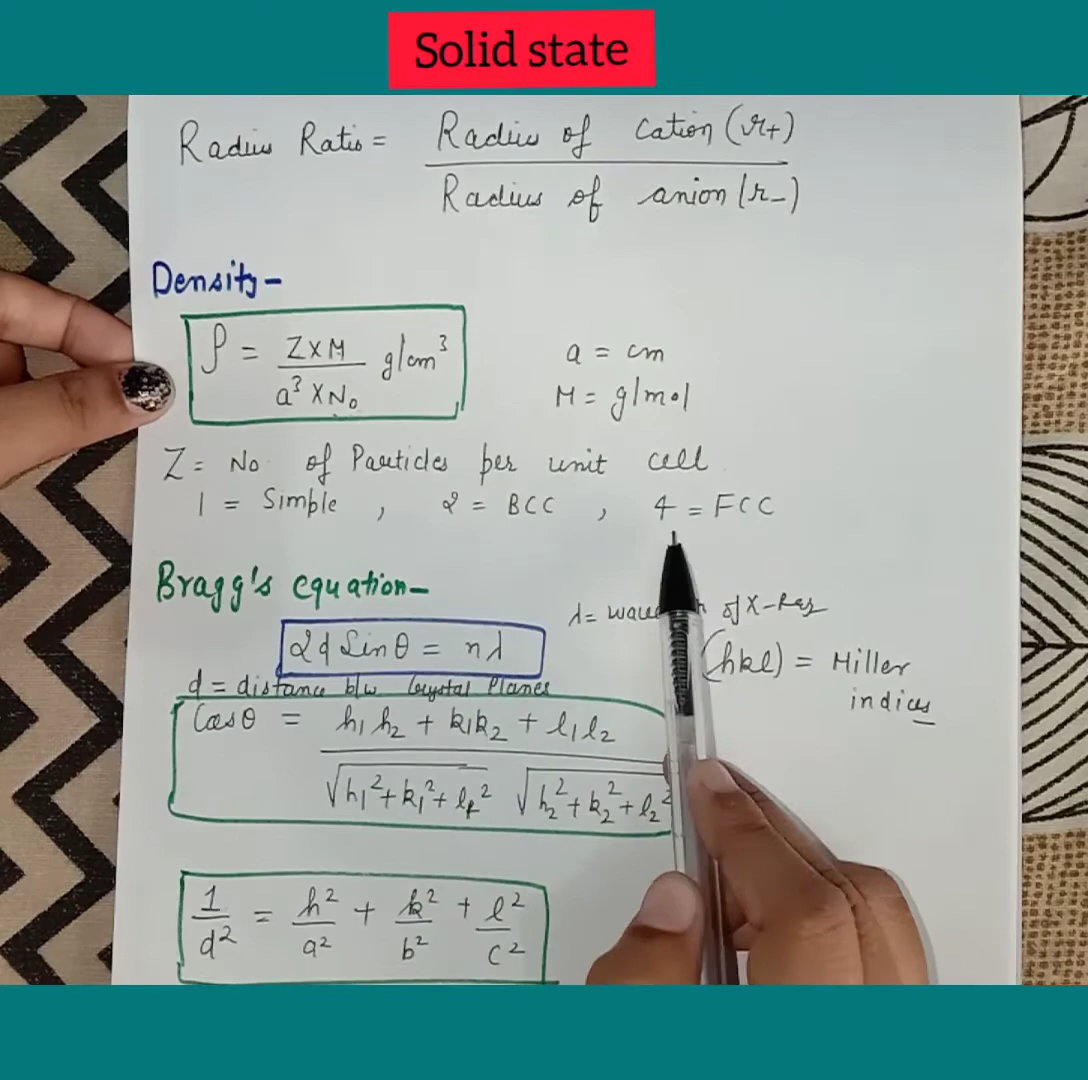 Solid state
Radius Ratio = Radius of cation (r+)
Radius of anion (r-)
Density-
ρ = Z×M / a³ × N₀ g/cm³
a = cm
M = g/mol
Z = No. of Particles per unit cell
1 = Simple , 2 = BCC , 4 = FCC
Bragg's equation-
λ = of X-Ray
2d Sinθ = nλ
(hkl) = Miller
indices
d = distance b/w Crystal Planes
Cosθ = h₁h₂ + k₁k₂ + l₁l₂
√h₁²+k₁²+l₁² √h₂²+k₂²+l₂²
1/d² = h²/a² + k²/b² + l²/c²